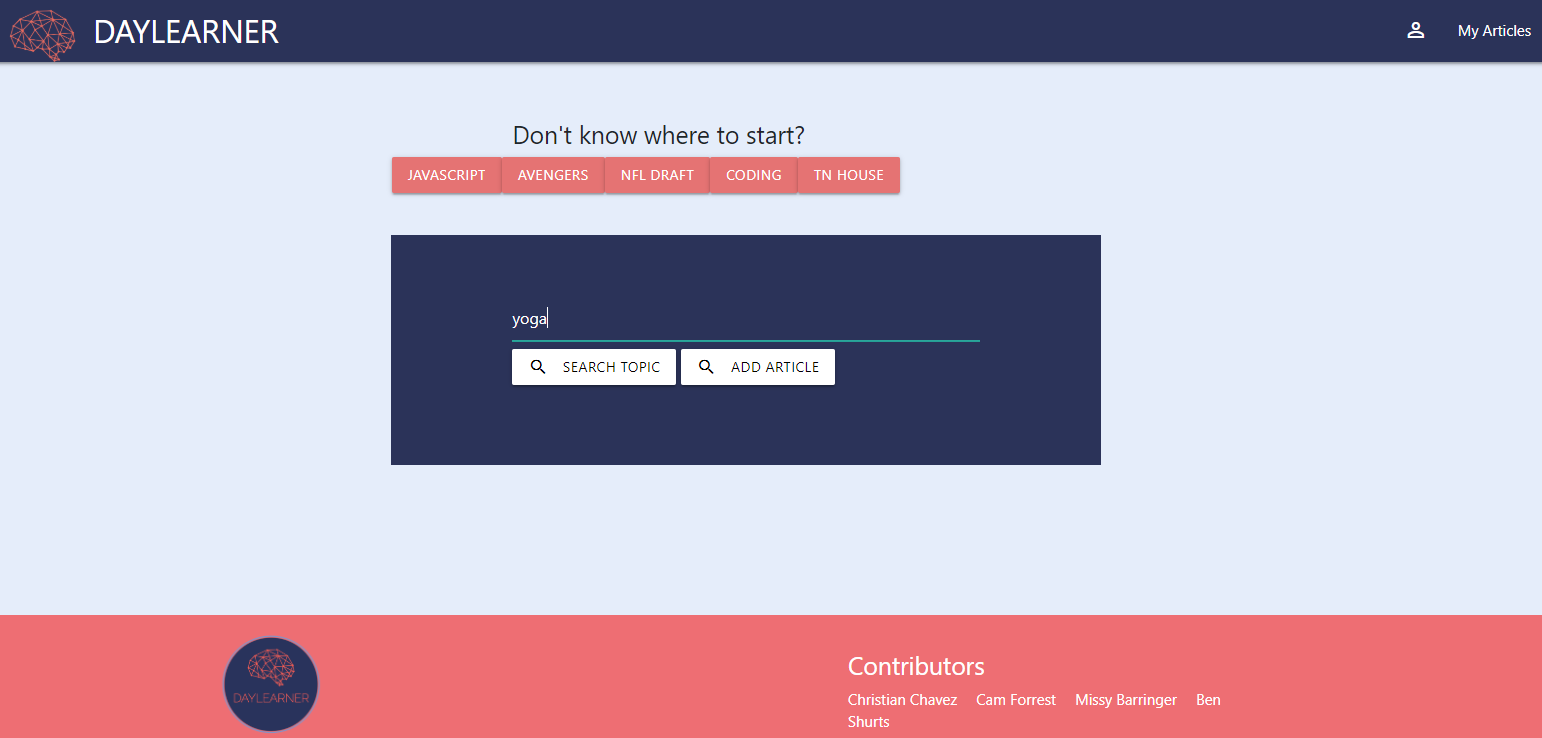 DAYLEARNER
My Articles
Don't know where to start?
JAVASCRIPT AVENGERS NFL DRAFT CODING TN HOUSE
yoga
SEARCH TOPIC ADD ARTICLE
DAYLEARNER
Contributors
Christian Chavez Cam Forrest Missy Barringer Ben
Shurts